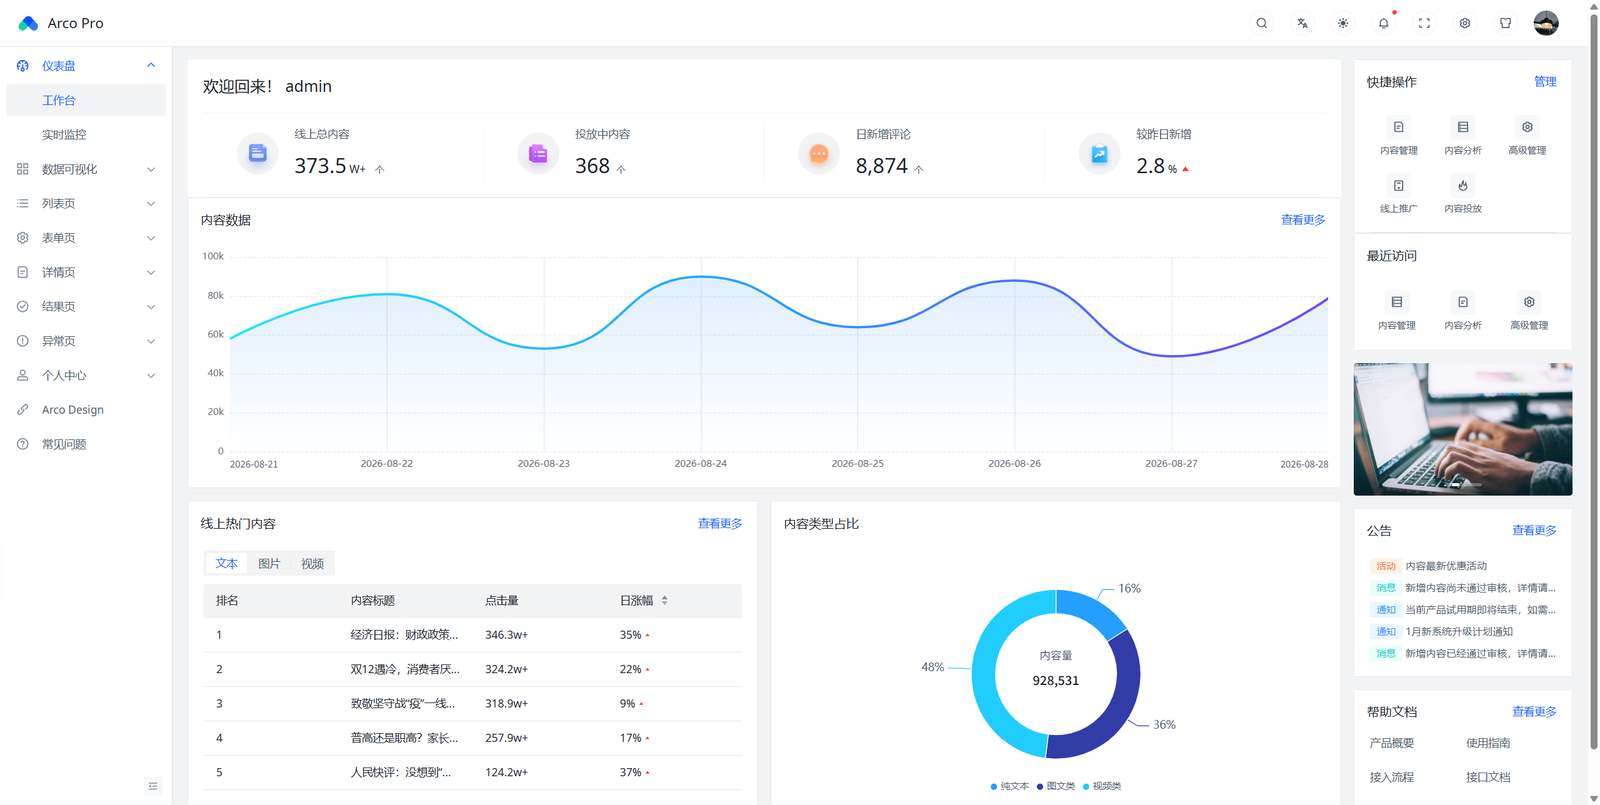 Arco Pro
仪表盘
工作台
实时监控
数据可视化
列表页
表单页
详情页
结果页
异常页
个人中心
Arco Design
常见问题
欢迎回来！ admin
线上总内容
373.5 W+ 个
投放中内容
368 个
日新增评论
8,874 个
较昨日新增
2.8 %
内容数据 查看更多
100k
80k
60k
40k
20k
0
2026-08-21 2026-08-22 2026-08-23 2026-08-24 2026-08-25 2026-08-26 2026-08-27 2026-08-28
线上热门内容 查看更多
文本 图片 视频
排名 内容标题 点击量 日涨幅
1 经济日报：财政政策... 346.3w+ 35%
2 双12遇冷，消费者厌... 324.2w+ 22%
3 致敬坚守战“疫”一线... 318.9w+ 9%
4 普高还是职高？家长... 257.9w+ 17%
5 人民快评：没想到“... 124.2w+ 37%
内容类型占比
16%
48%
36%
内容量
928,531
纯文本 图文类 视频类
快捷操作 管理
内容管理 内容分析 高级管理
线上推广 内容投放
最近访问
内容管理 内容分析 高级管理
公告 查看更多
活动 内容最新优惠活动
消息 新增内容尚未通过审核，详情请...
通知 当前产品试用期即将结束，如需...
通知 1月新系统升级计划通知
消息 新增内容已经通过审核，详情请...
帮助文档 查看更多
产品概要 使用指南
接入流程 接口文档